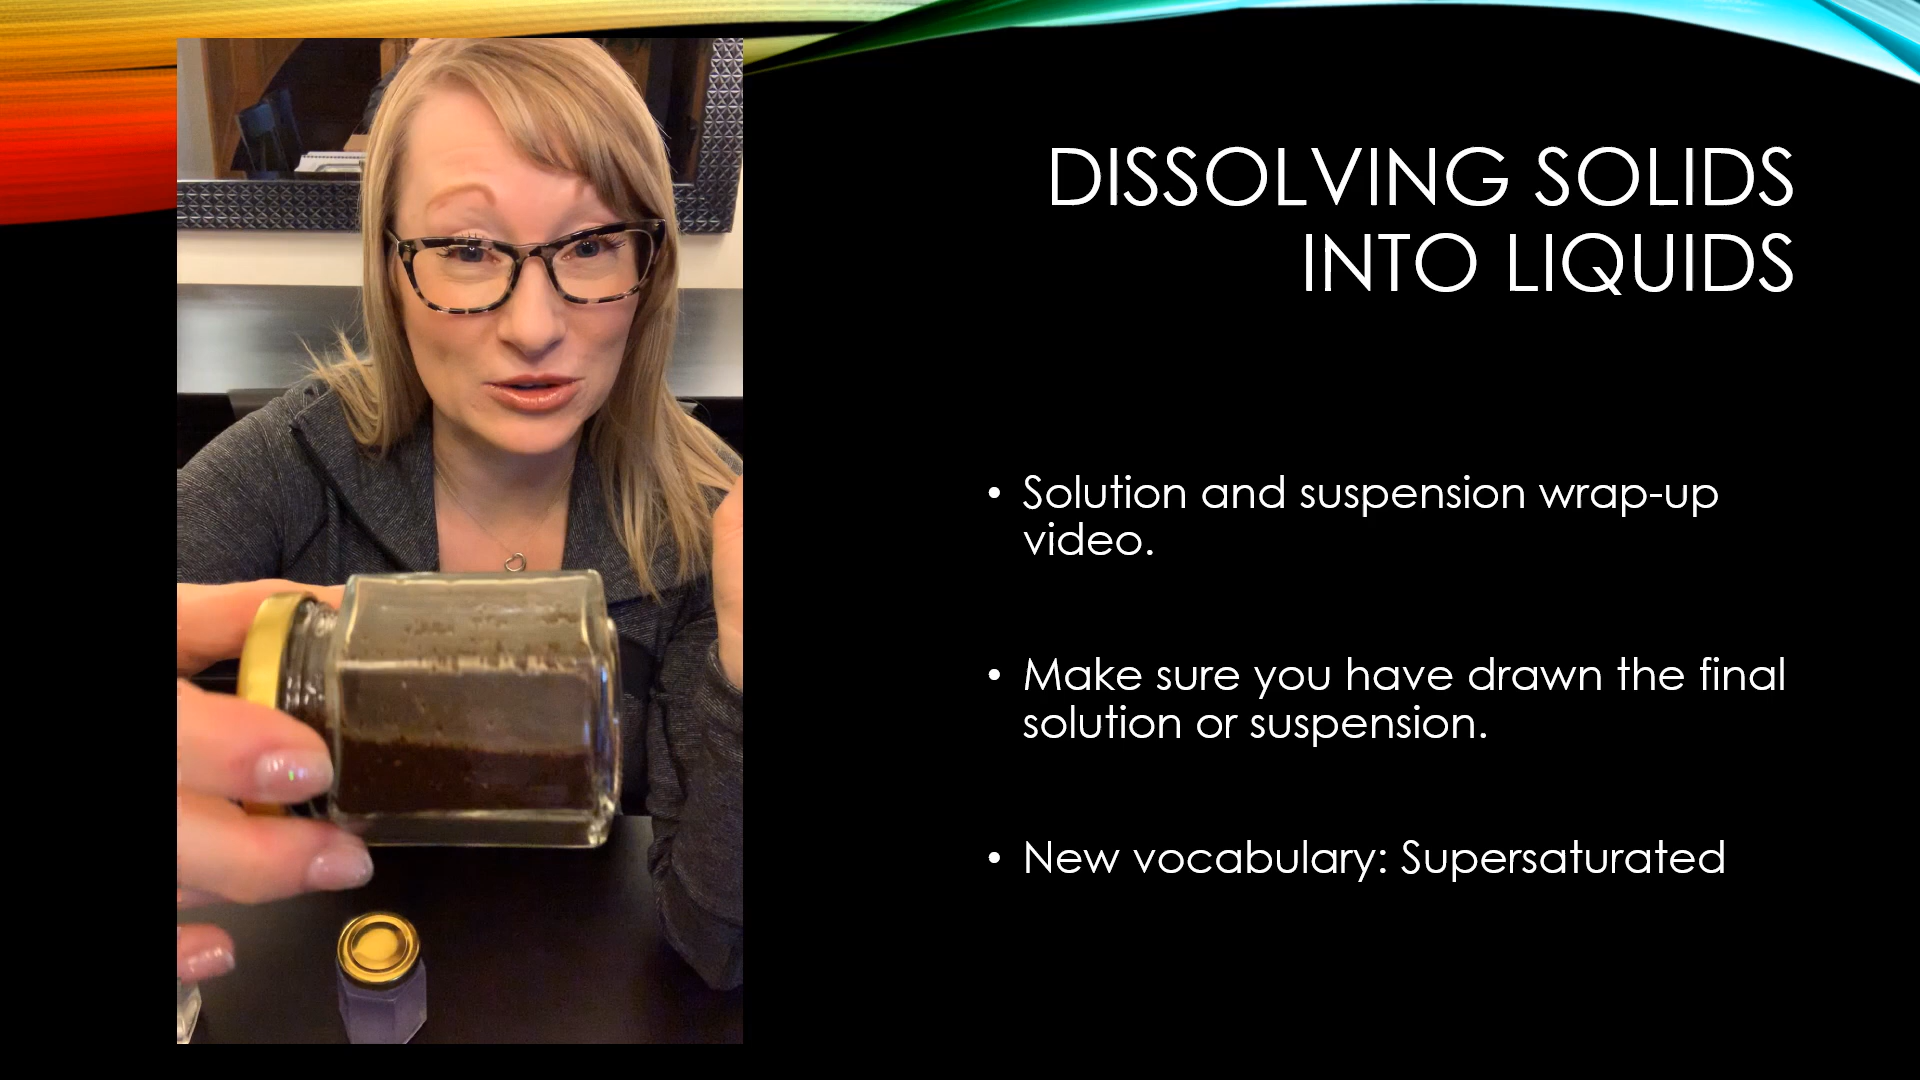 DISSOLVING SOLIDS
INTO LIQUIDS
• Solution and suspension wrap-up
video.
• Make sure you have drawn the final
solution or suspension.
• New vocabulary: Supersaturated